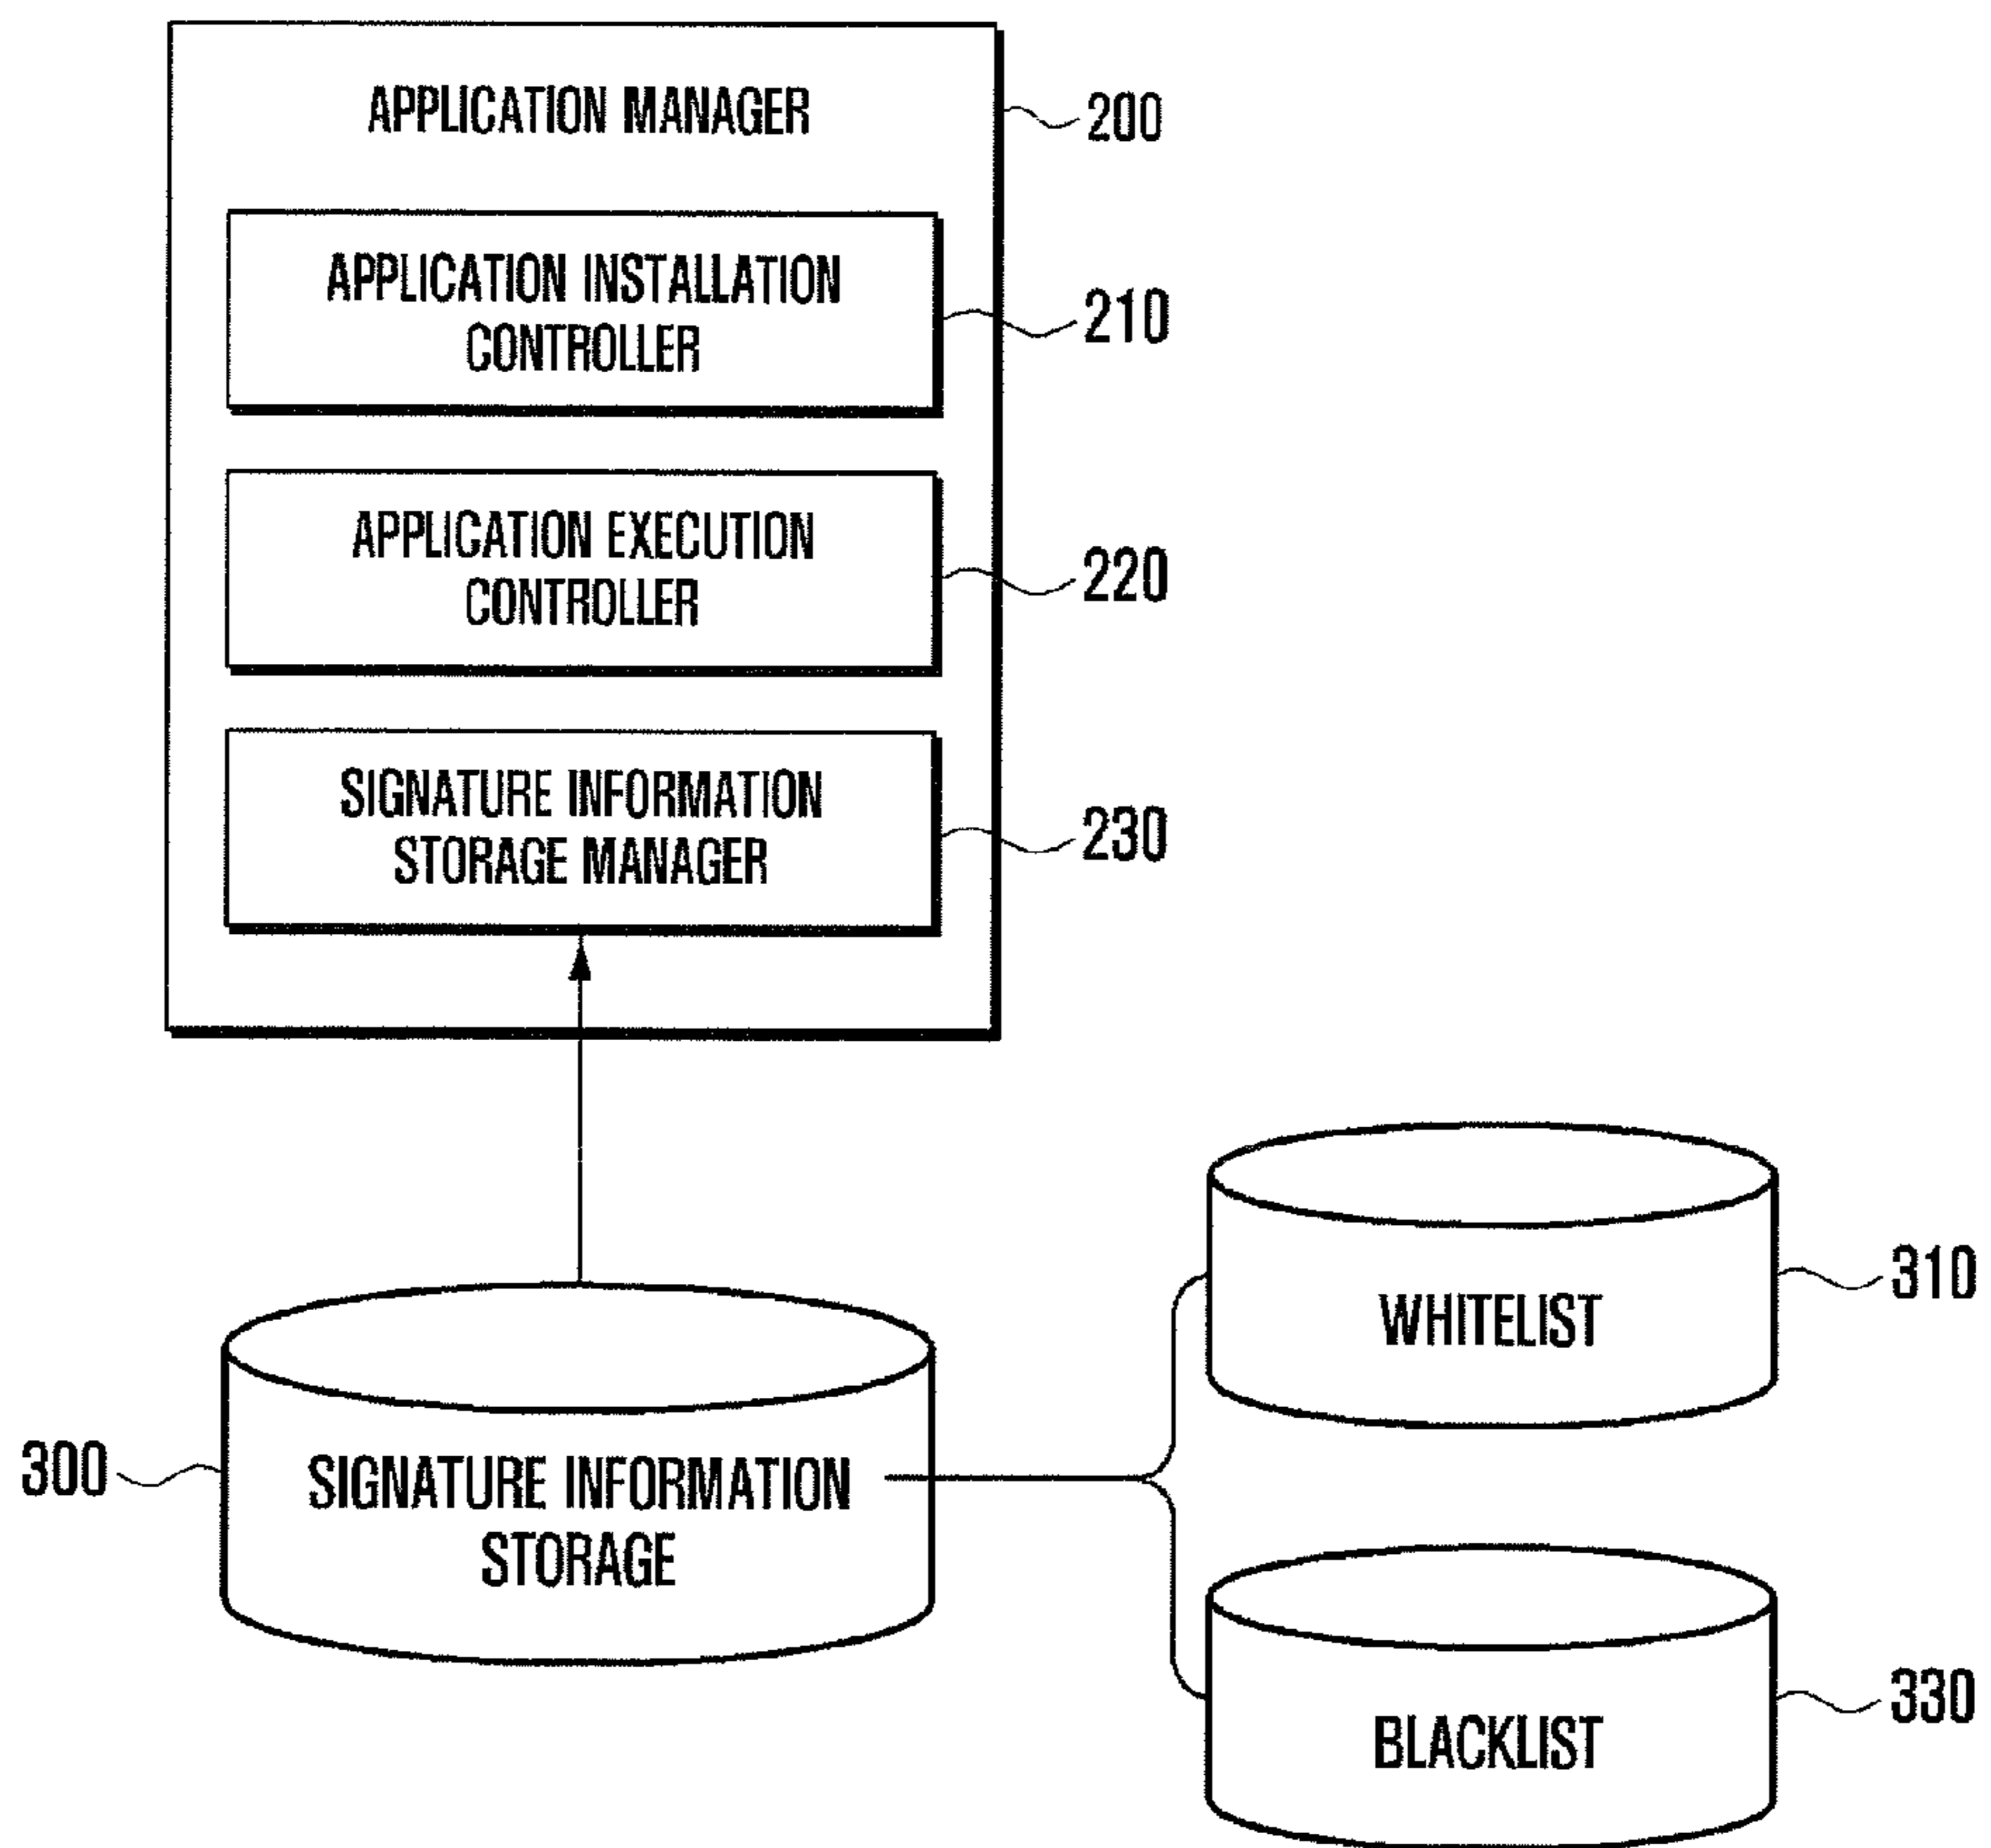 APPLICATION MANAGER
200
APPLICATION INSTALLATION
CONTROLLER
210
APPLICATION EXECUTION
CONTROLLER
220
SIGNATURE INFORMATION
STORAGE MANAGER
230
WHITELIST
310
300
SIGNATURE INFORMATION
STORAGE
BLACKLIST
330